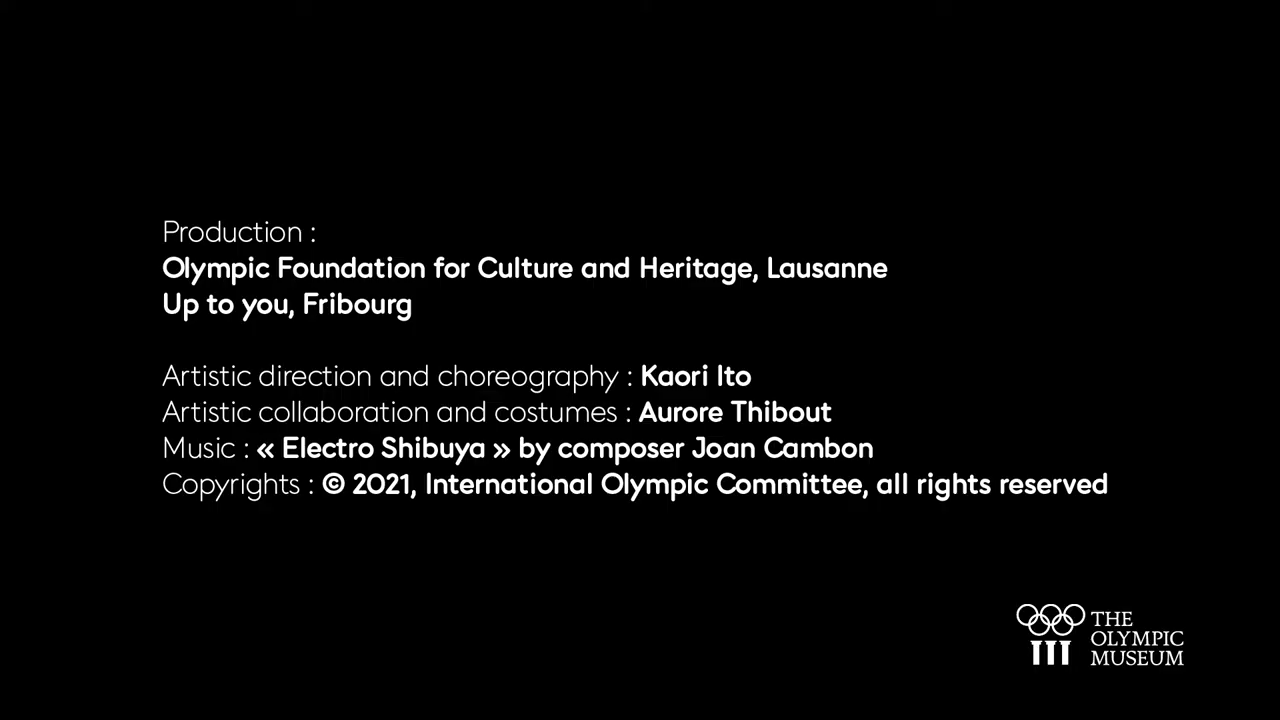 Production :
Olympic Foundation for Culture and Heritage, Lausanne
Up to you, Fribourg
Artistic direction and choreography : Kaori Ito
Artistic collaboration and costumes : Aurore Thibout
Music : « Electro Shibuya » by composer Joan Cambon
Copyrights : © 2021, International Olympic Committee, all rights reserved
THE
OLYMPIC
MUSEUM